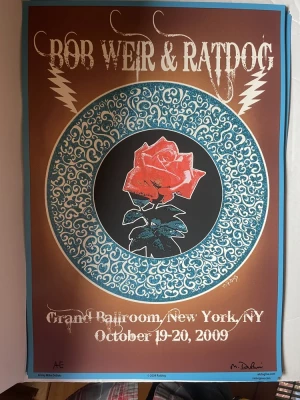 BOB WEIR & RATDOG
Grand Ballroom, New York, NY
October 19-20, 2009